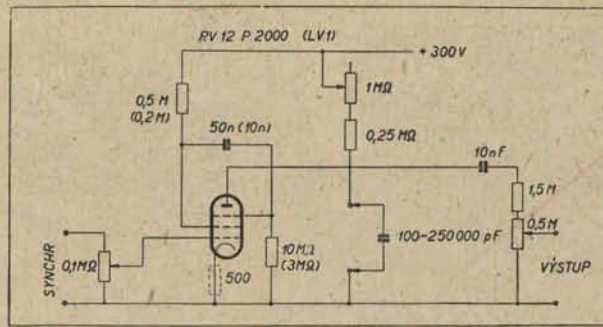 RV 12 P 2000 (LV1)
+ 300 V
0,5 M
(0,2 M)
1 MΩ
50n (10n)
0,25 MΩ
10 nF
1,5 M
0,5 M
100-250 000 pF
10 MΩ
(3 MΩ)
500
0,1 MΩ
SYNCHR
VÝSTUP